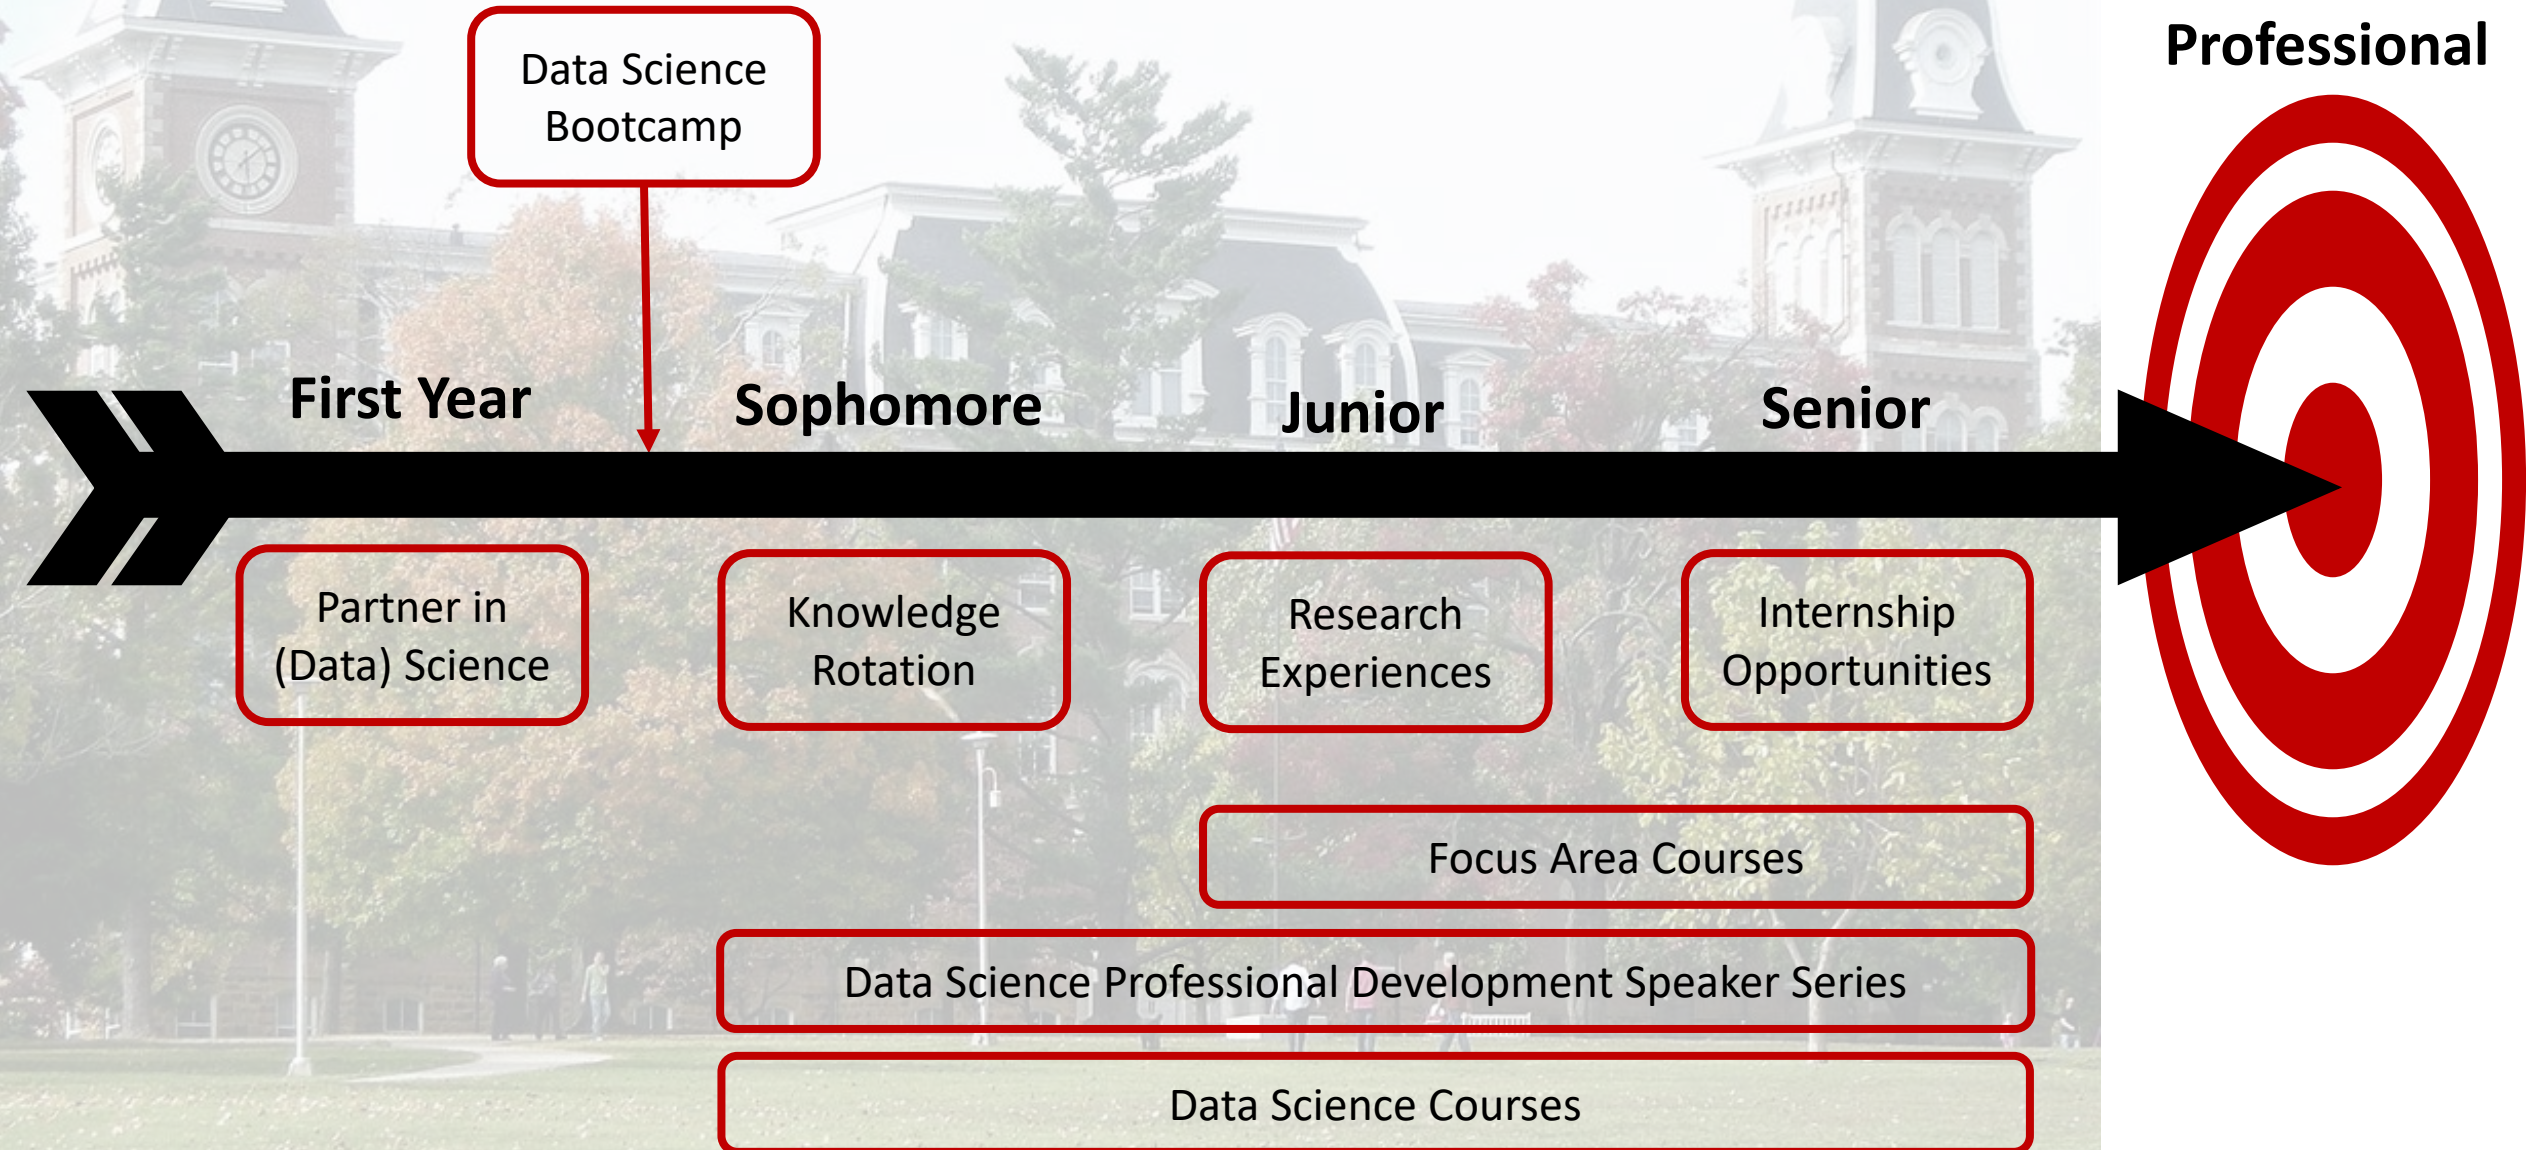 Data Science
Bootcamp
Professional
First Year
Sophomore
Junior
Senior
Partner in
(Data) Science
Knowledge
Rotation
Research
Experiences
Internship
Opportunities
Focus Area Courses
Data Science Professional Development Speaker Series
Data Science Courses